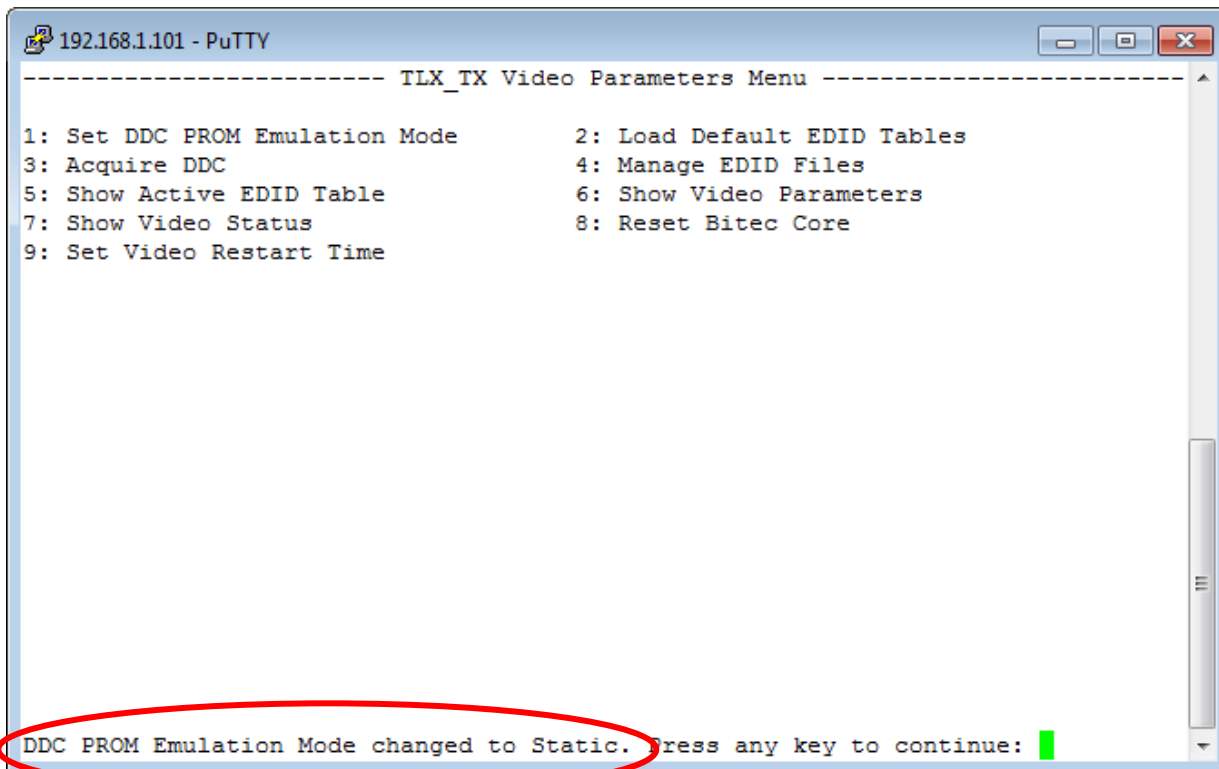 192.168.1.101 - PuTTY
------------------------- TLX_TX Video Parameters Menu -------------------------
1: Set DDC PROM Emulation Mode 2: Load Default EDID Tables
3: Acquire DDC 4: Manage EDID Files
5: Show Active EDID Table 6: Show Video Parameters
7: Show Video Status 8: Reset Bitec Core
9: Set Video Restart Time
DDC PROM Emulation Mode changed to Static. Press any key to continue: